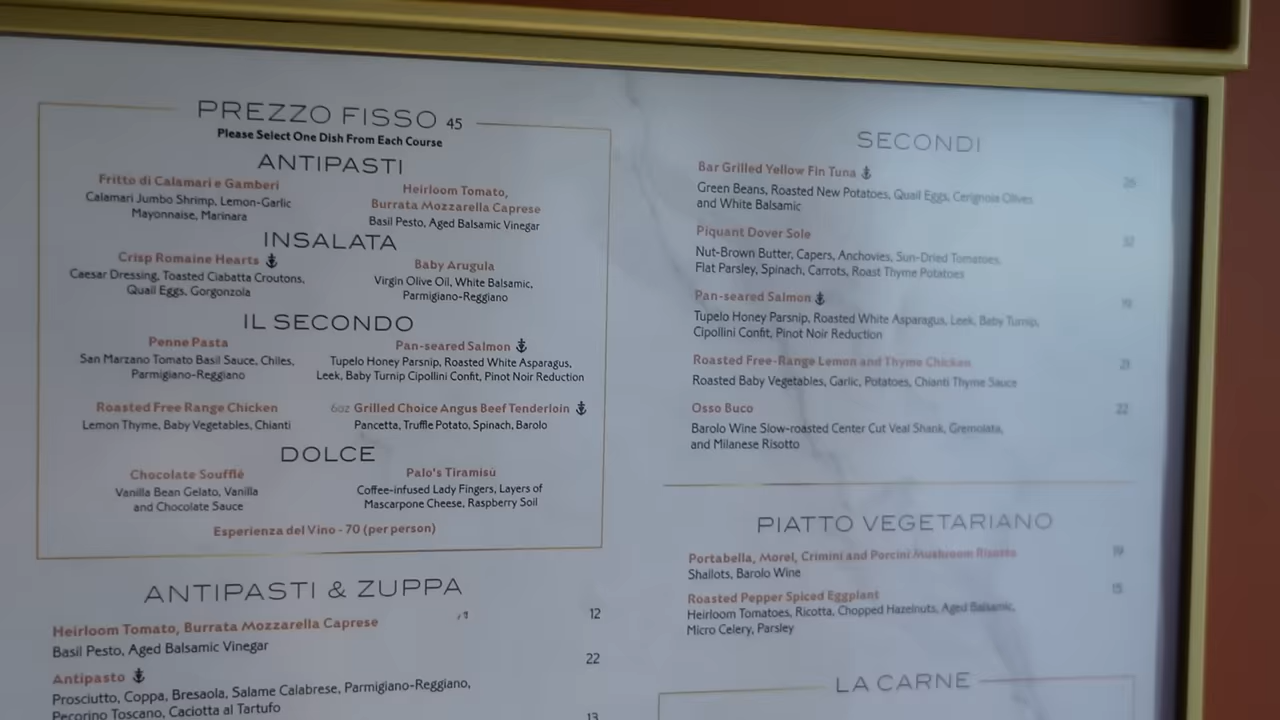 PREZZO FISSO 45
Please Select One Dish From Each Course
ANTIPASTI
Fritto di Calamari e Gamberi
Calamari Jumbo Shrimp, Lemon-Garlic
Mayonnaise, Marinara
Heirloom Tomato,
Burrata Mozzarella Caprese
Basil Pesto, Aged Balsamic Vinegar
INSALATA
Crisp Romaine Hearts
Caesar Dressing, Toasted Ciabatta Croutons,
Quail Eggs, Gorgonzola
Baby Arugula
Virgin Olive Oil, White Balsamic,
Parmigiano-Reggiano
IL SECONDO
Penne Pasta
San Marzano Tomato Basil Sauce, Chiles,
Parmigiano-Reggiano
Pan-seared Salmon
Tupelo Honey Parsnip, Roasted White Asparagus,
Leek, Baby Turnip Cipollini Confit, Pinot Noir Reduction
Roasted Free Range Chicken
Lemon Thyme, Baby Vegetables, Chianti
6oz Grilled Choice Angus Beef Tenderloin
Pancetta, Truffle Potato, Spinach, Barolo
DOLCE
Chocolate Soufflé
Vanilla Bean Gelato, Vanilla
and Chocolate Sauce
Palo's Tiramisù
Coffee-infused Lady Fingers, Layers of
Mascarpone Cheese, Raspberry Soil
Esperienza del Vino - 70 (per person)
ANTIPASTI & ZUPPA
Heirloom Tomato, Burrata Mozzarella Caprese 12
Basil Pesto, Aged Balsamic Vinegar
Antipasto 22
Prosciutto, Coppa, Bresaola, Salame Calabrese, Parmigiano-Reggiano,
Pecorino Toscano, Caciotta al Tartufo
13
SECONDI
Bar Grilled Yellow Fin Tuna 26
Green Beans, Roasted New Potatoes, Quail Eggs, Cerignola Olives
and White Balsamic
Piquant Dover Sole
Nut-Brown Butter, Capers, Anchovies, Sun-Dried Tomatoes,
Flat Parsley, Spinach, Carrots, Roast Thyme Potatoes
Pan-seared Salmon 19
Tupelo Honey Parsnip, Roasted White Asparagus, Leek, Baby Turnip,
Cipollini Confit, Pinot Noir Reduction
Roasted Free-Range Lemon and Thyme Chicken 21
Roasted Baby Vegetables, Garlic, Potatoes, Chianti Thyme Sauce
Osso Buco 22
Barolo Wine Slow-roasted Center Cut Veal Shank, Gremolata,
and Milanese Risotto
PIATTO VEGETARIANO
Portabella, Morel, Crimini and Porcini Mushroom Risotto 19
Shallots, Barolo Wine
Roasted Pepper Spiced Eggplant 15
Heirloom Tomatoes, Ricotta, Chopped Hazelnuts, Aged Balsamic,
Micro Celery, Parsley
LA CARNE